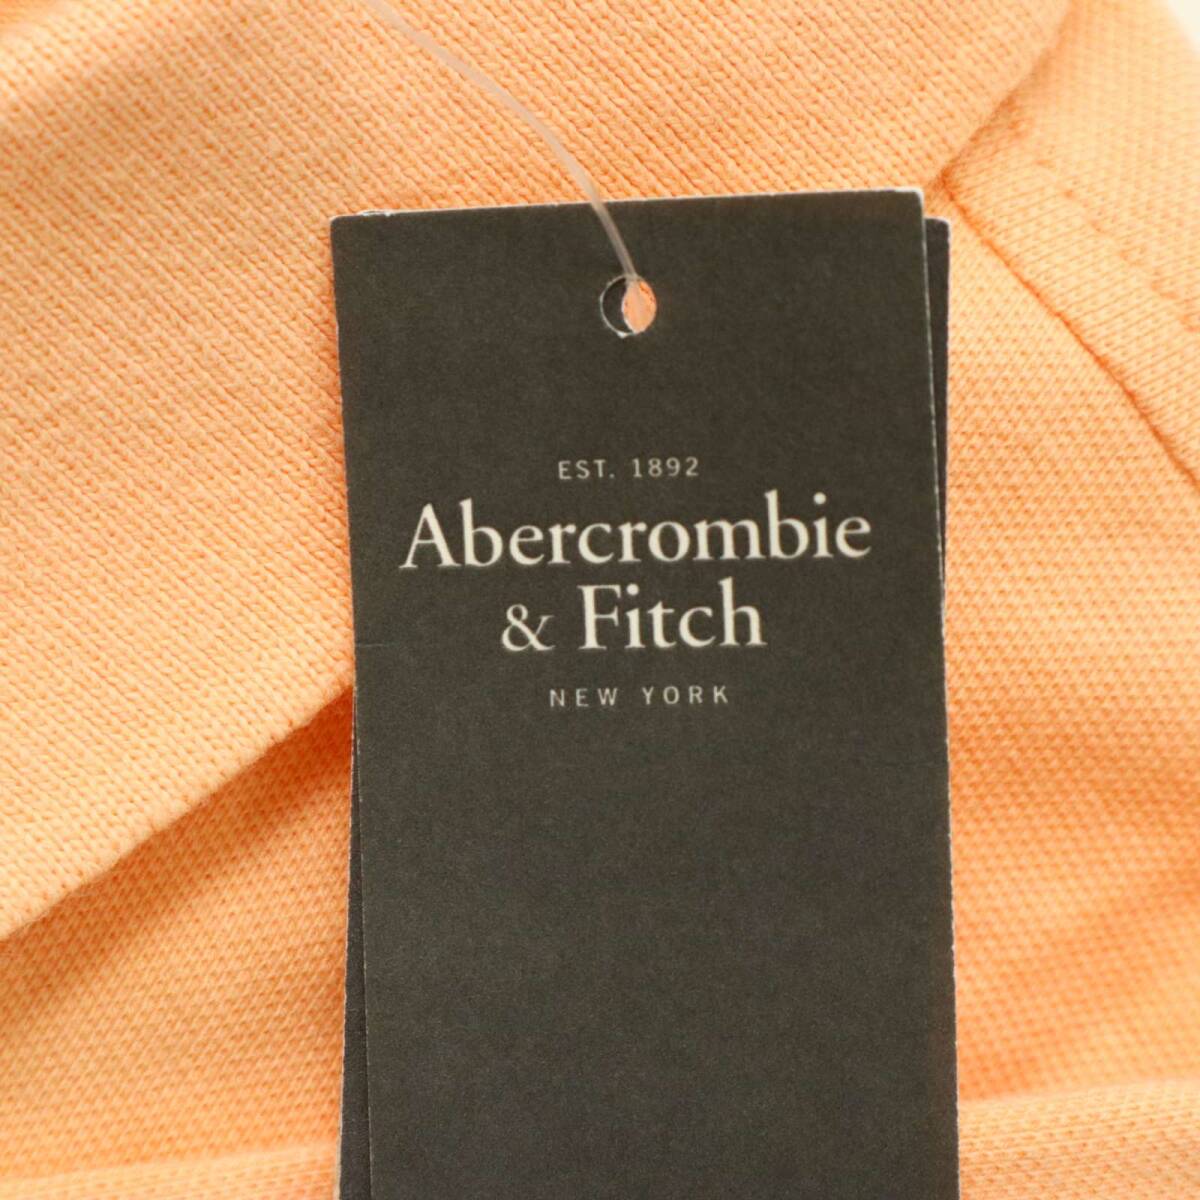 EST. 1892
Abercrombie
& Fitch
NEW YORK